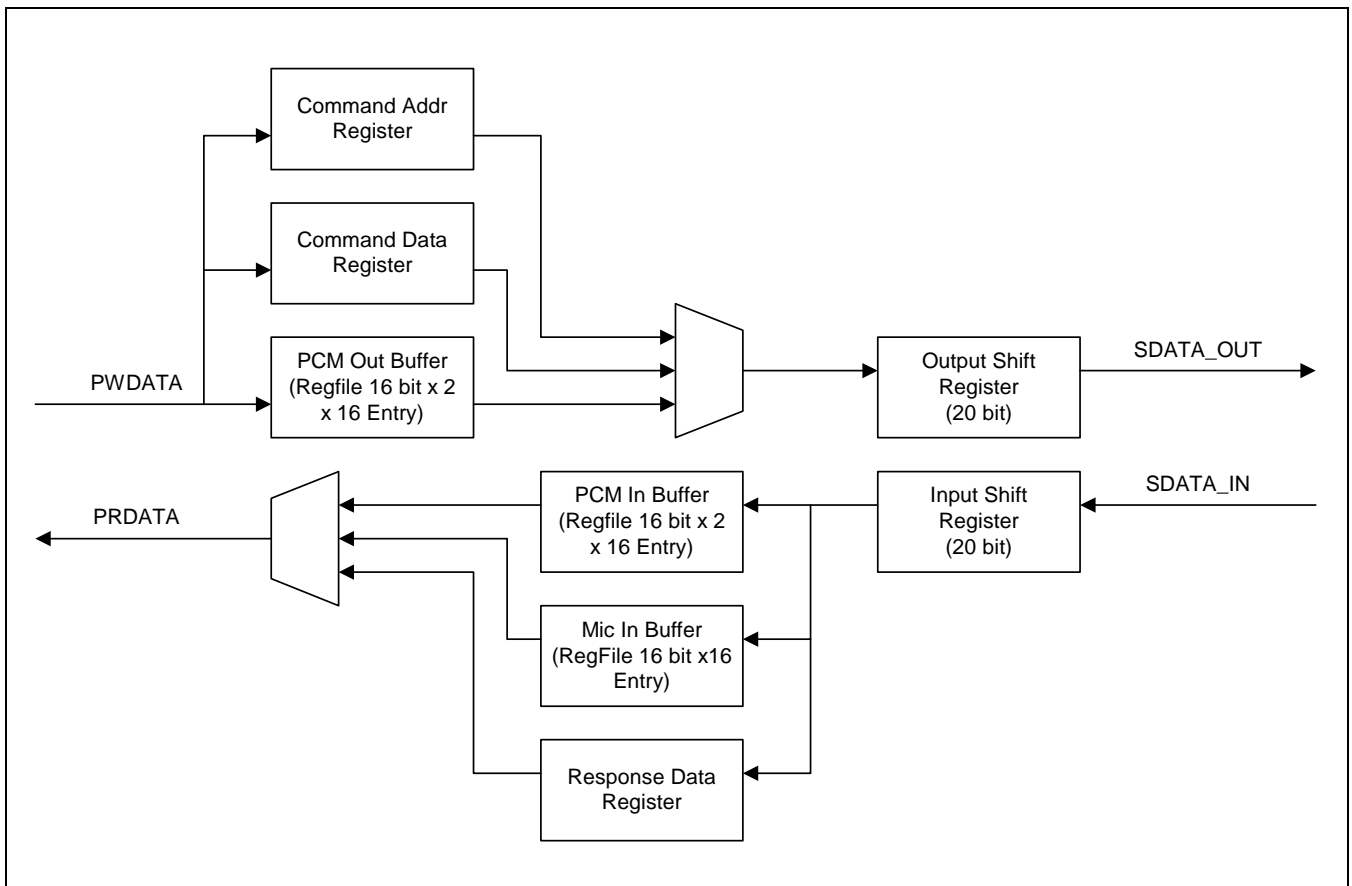 Command Addr
Register
Command Data
Register
PCM Out Buffer
(Regfile 16 bit x 2
x 16 Entry)
PWDATA
Output Shift
Register
(20 bit)
SDATA_OUT
PRDATA
PCM In Buffer
(Regfile 16 bit x 2
x 16 Entry)
Input Shift
Register
(20 bit)
SDATA_IN
Mic In Buffer
(RegFile 16 bit x16
Entry)
Response Data
Register